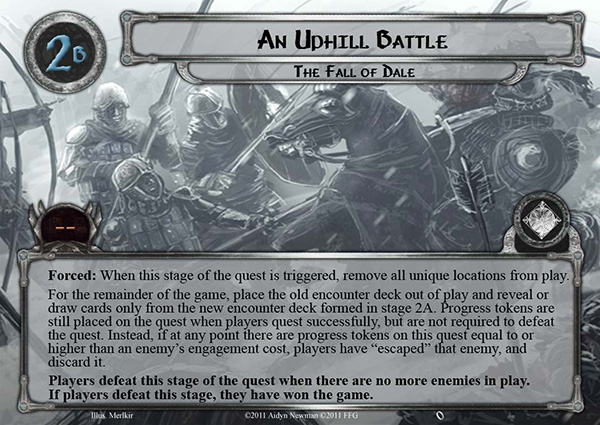 2B
An Uphill Battle
The Fall of Dale
--
Forced: When this stage of the quest is triggered, remove all unique locations from play.
For the remainder of the game, place the old encounter deck out of play and reveal or
draw cards only from the new encounter deck formed in stage 2A. Progress tokens are
still placed on the quest when players quest successfully, but are not required to defeat
the quest. Instead, if at any point there are progress tokens on this quest equal to or
higher than an enemy's engagement cost, players have “escaped” that enemy, and
discard it.
Players defeat this stage of the quest when there are no more enemies in play.
If players defeat this stage, they have won the game.
Illus. Merlkir ©2011 Aidyn Newman ©2011 FFG